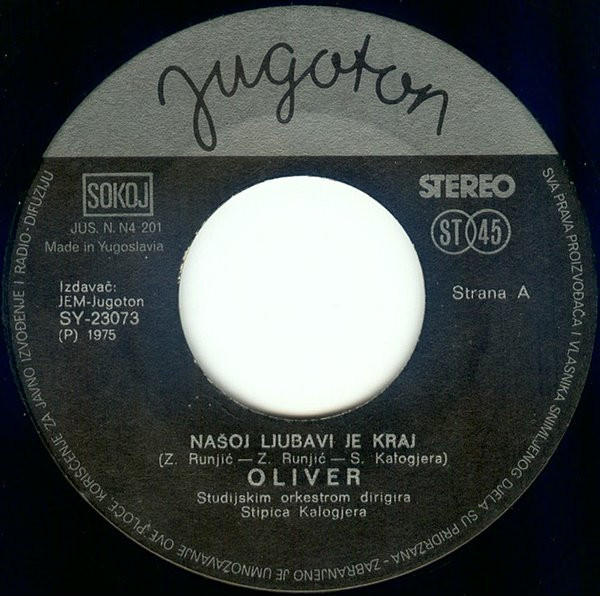 jugoton
SOKOJ
JUS. N. N4 201
Made in Yugoslavia
Izdavač:
JEM-Jugoton
SY-23073
(P) 1975
STEREO
ST 45
Strana A
NAŠOJ LJUBAVI JE KRAJ
(Z. Runjić — Z. Runjić — S. Kalogjera)
OLIVER
Studijskim orkestrom dirigira
Stipica Kalogjera
SVA PRAVA PROIZVOĐAČA I VLASNIKA SNIMLJENOG DJELA SU PRIDRŽANA - ZABRANJENO JE UMNOŽAVANJE OVE PLOČE, KORIŠĆENJE ZA JAVNO IZVOĐENJE I RADIO-DIFUZIJU